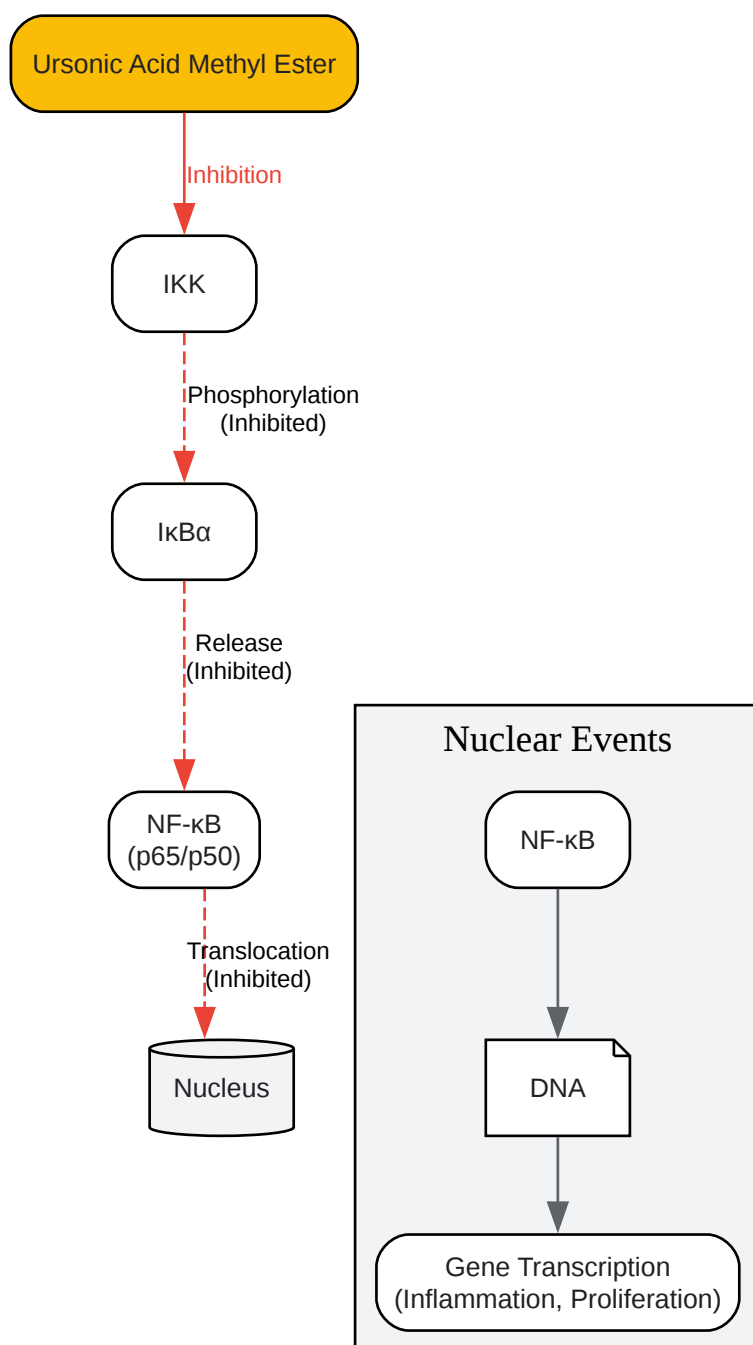 Ursonic Acid Methyl Ester
Inhibition
IKK
Phosphorylation
(Inhibited)
IκBα
Release
(Inhibited)
NF-κB
(p65/p50)
Translocation
(Inhibited)
Nucleus
Nuclear Events
NF-κB
DNA
Gene Transcription
(Inflammation, Proliferation)